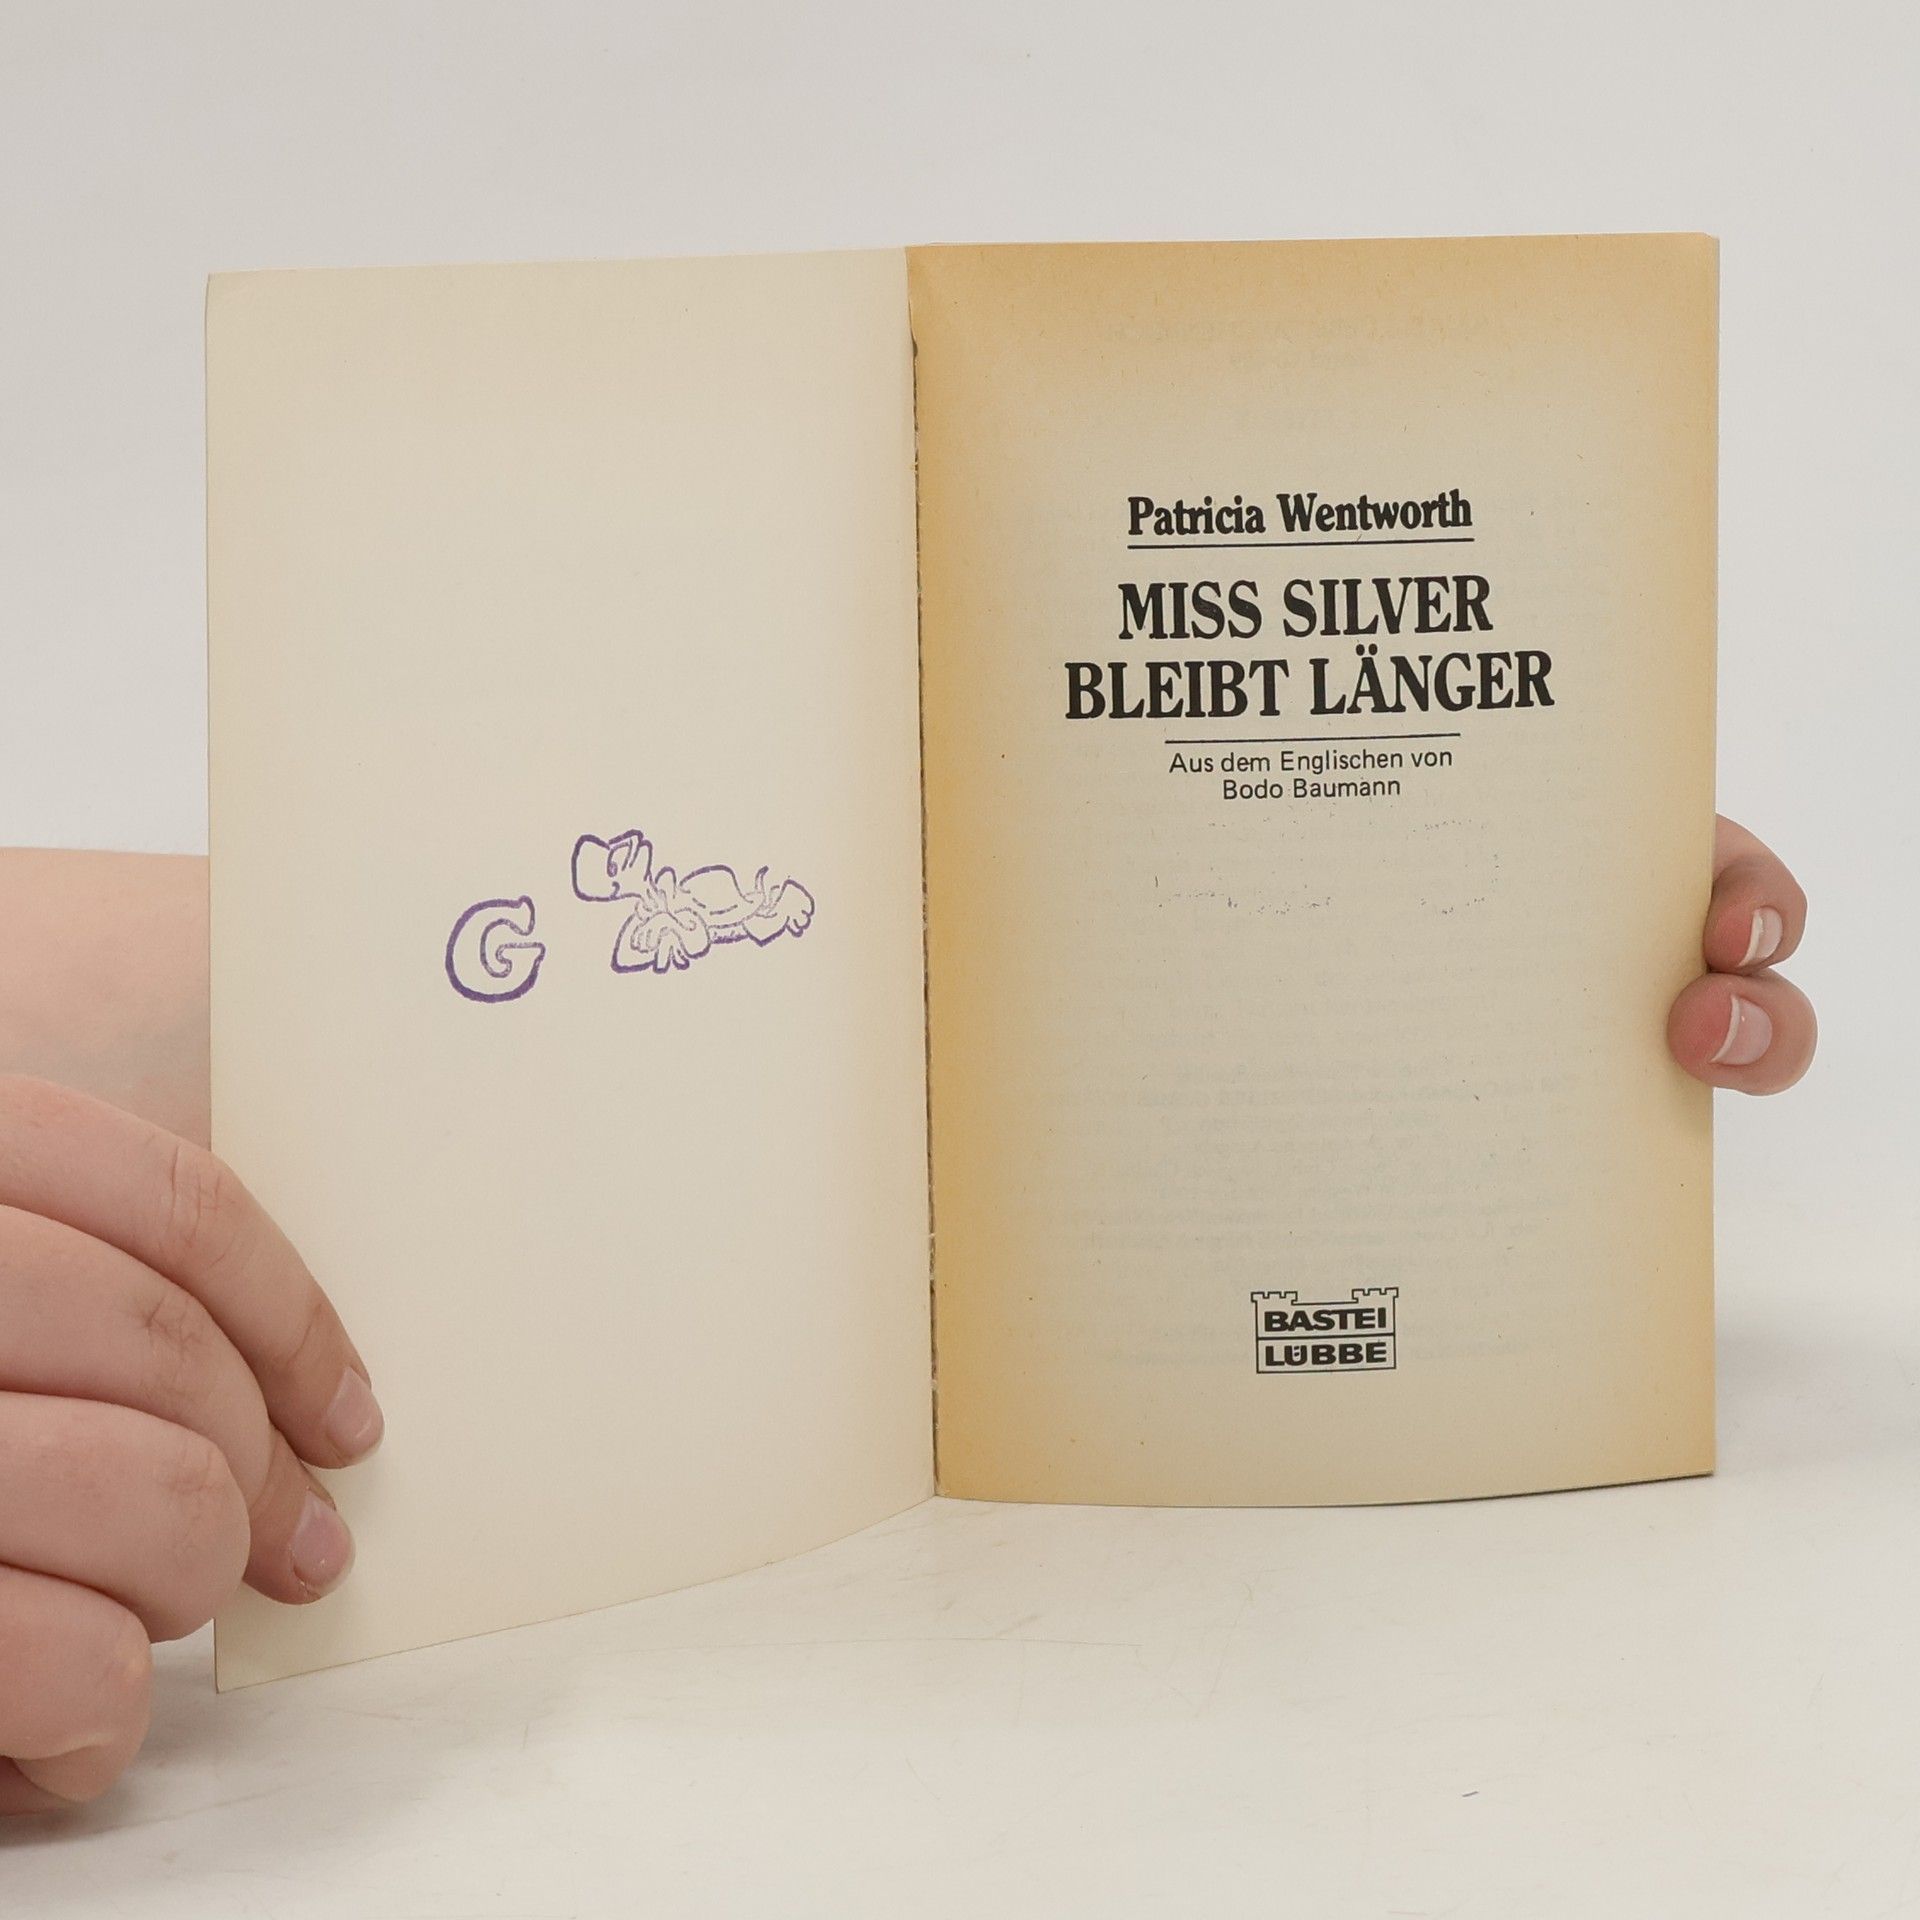 G
Patricia Wentworth
MISS SILVER
BLEIBT LÄNGER
Aus dem Englischen von
Bodo Baumann
BASTEI
LÜBBE